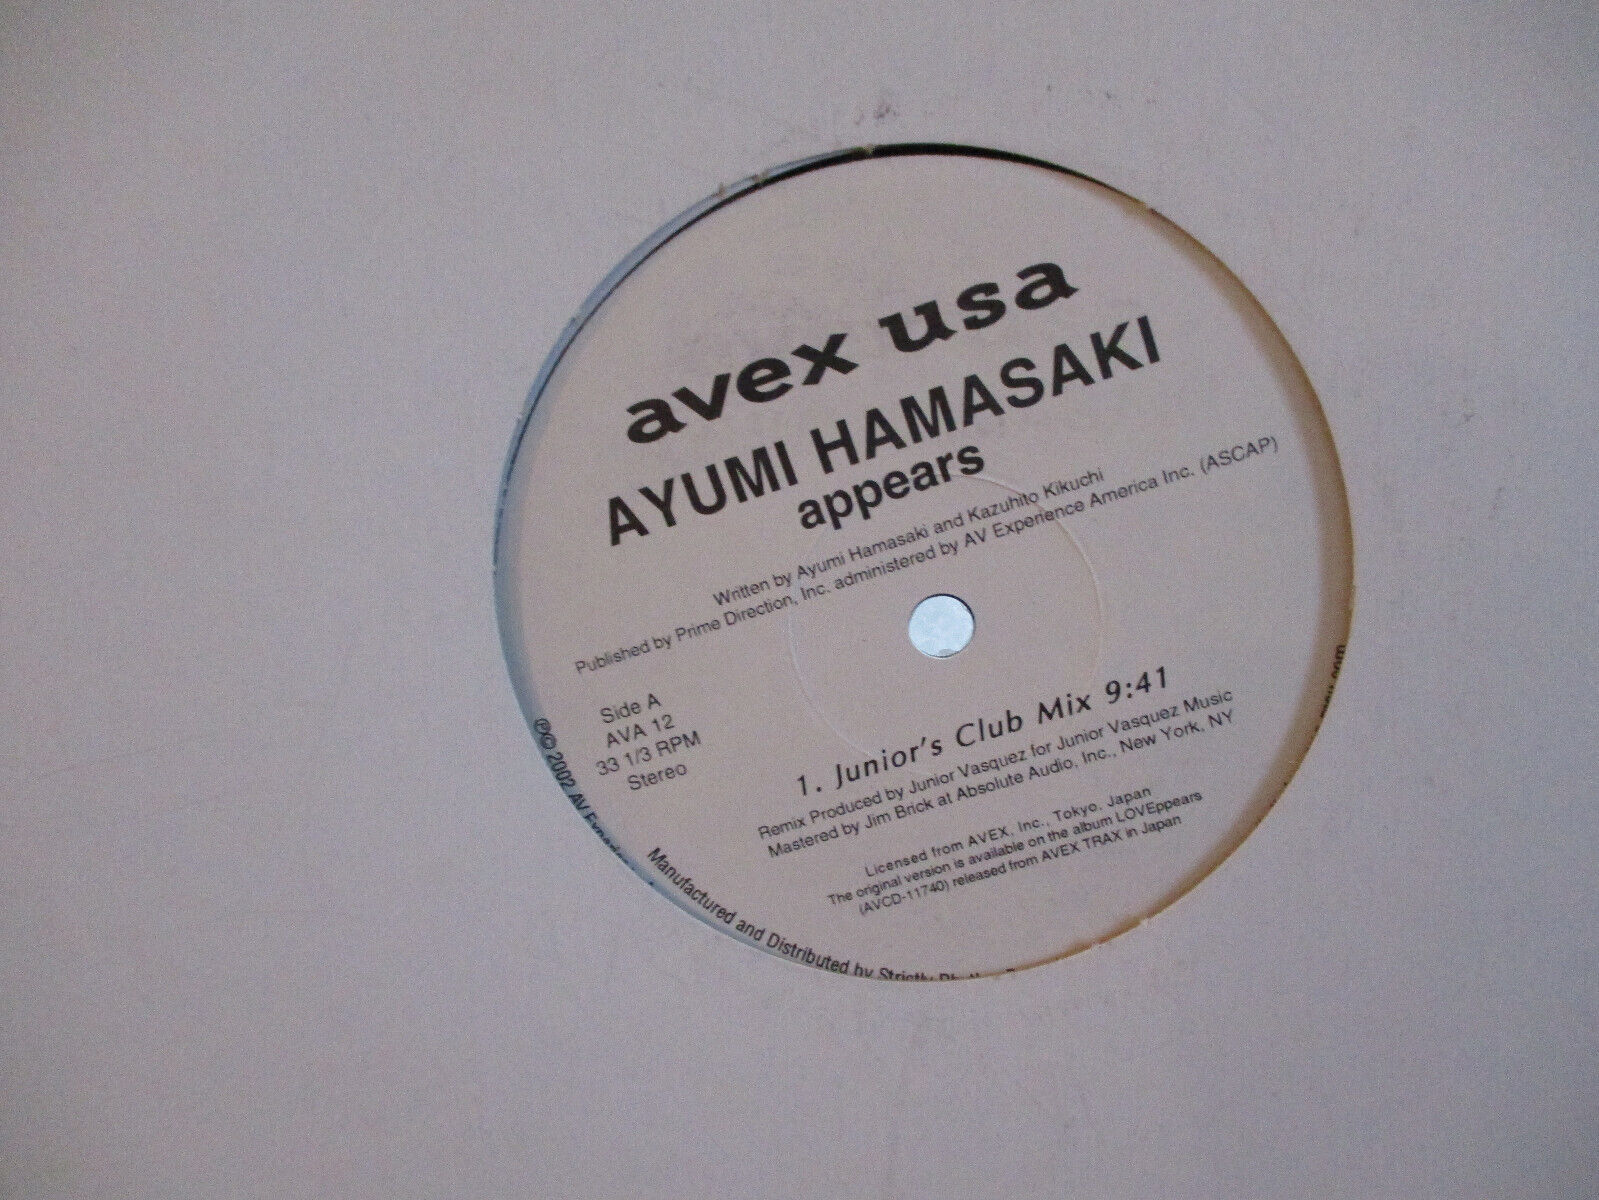 avex usa
AYUMI HAMASAKI
appears
Written by Ayumi Hamasaki and Kazuhito Kikuchi
Published by Prime Direction, Inc. administered by AV Experience America Inc. (ASCAP)
Side A
AVA 12
33 1/3 RPM
Stereo
1. Junior's Club Mix 9:41
Remix Produced by Junior Vasquez for Junior Vasquez Music
Mastered by Jim Brick at Absolute Audio, Inc., New York, NY
Licensed from AVEX, Inc., Tokyo, Japan
The original version is available on the album LOVEppears
(AVCD-11740) released from AVEX TRAX in Japan
℗© 2002 AV
Manufactured and Distributed by Strictly